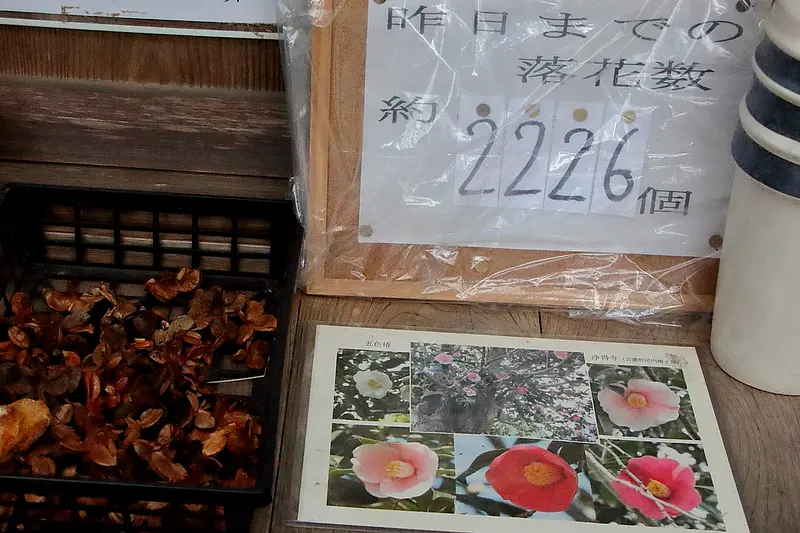 昨日までの
落花数
約 2226個
五色椿
浄得寺